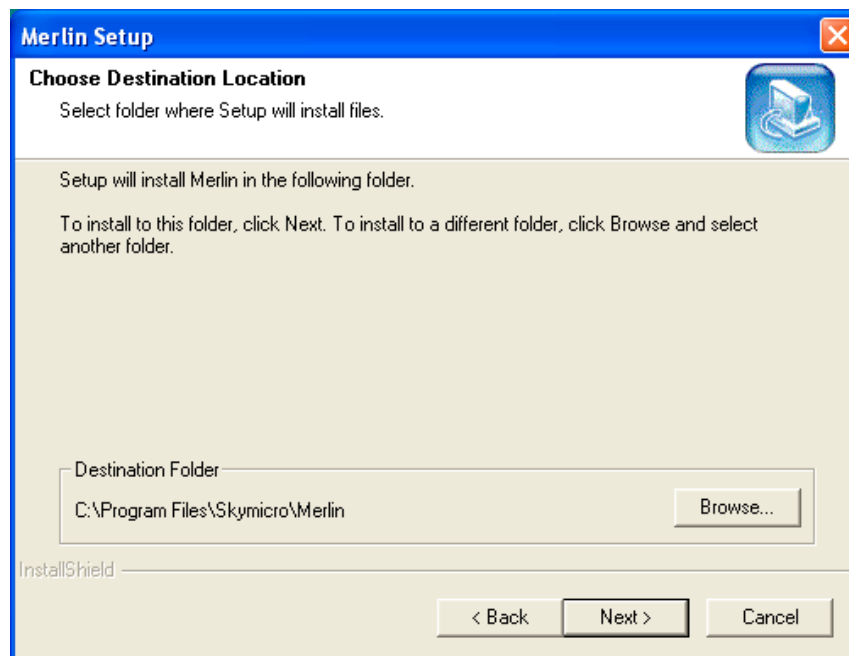 Merlin Setup
Choose Destination Location
Select folder where Setup will install files.
Setup will install Merlin in the following folder.
To install to this folder, click Next. To install to a different folder, click Browse and select
another folder.
Destination Folder
C:\Program Files\Skymicro\Merlin
Browse...
InstallShield
< Back
Next >
Cancel